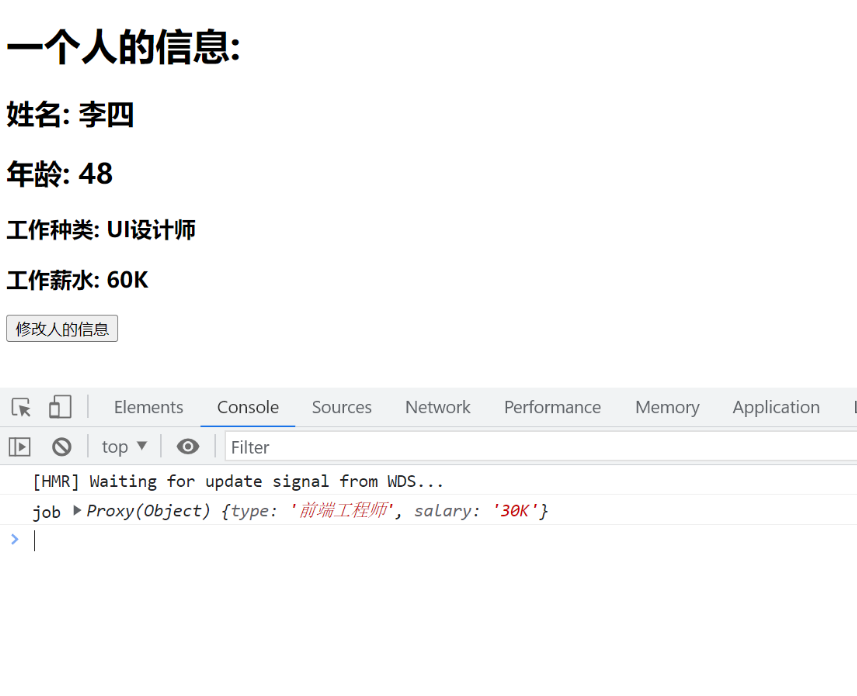 一个人的信息:
姓名: 李四
年龄: 48
工作种类: UI设计师
工作薪水: 60K
修改人的信息
Elements Console Sources Network Performance Memory Application
top ▼ Filter
[HMR] Waiting for update signal from WDS...
job ▶Proxy(Object) {type: '前端工程师', salary: '30K'}
>